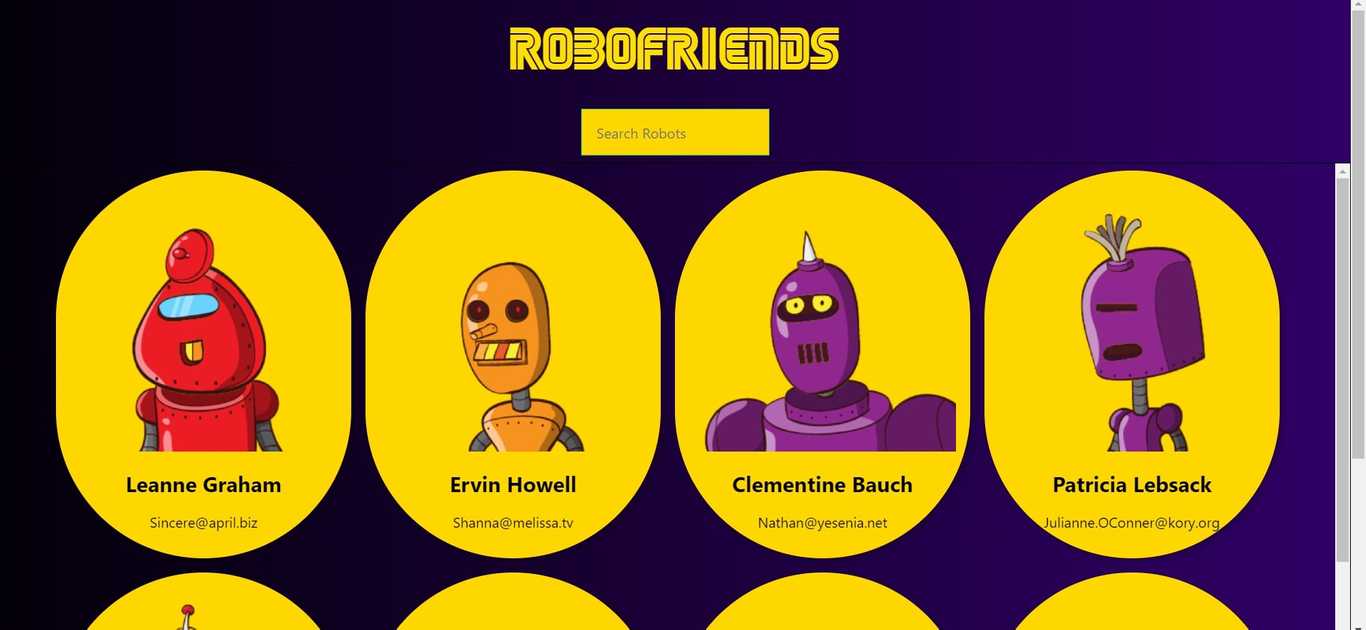 ROBOFRIENDS
Search Robots
Leanne Graham
Ervin Howell
Clementine Bauch
Patricia Lebsack
Sincere@april.biz
Shanna@melissa.tv
Nathan@yesenia.net
Julianne.OConner@kory.org